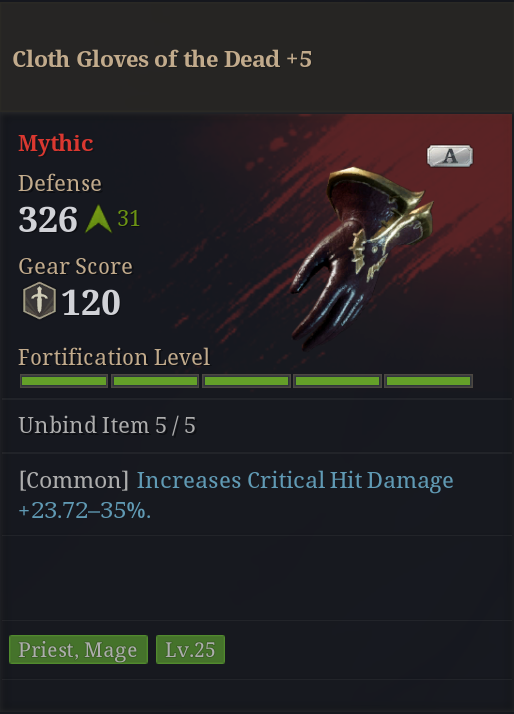 Cloth Gloves of the Dead +5
Mythic
A
Defense
326 31
Gear Score
120
Fortification Level
Unbind Item 5 / 5
[Common] Increases Critical Hit Damage
+23.72–35%.
Priest, Mage Lv.25